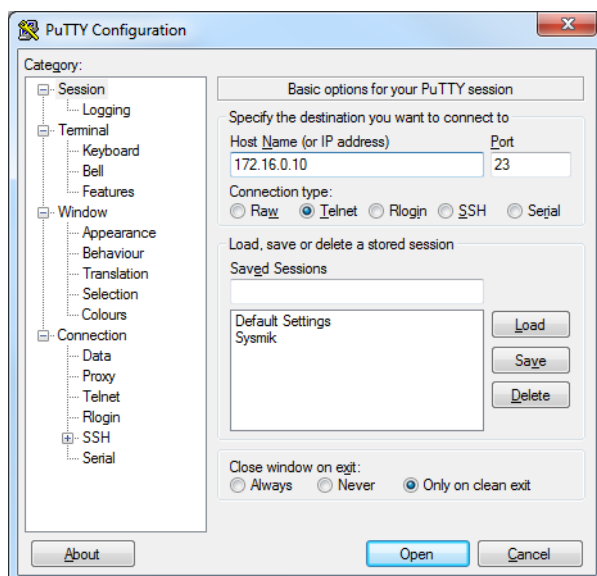 PuTTY Configuration
Category:
Session
Logging
Terminal
Keyboard
Bell
Features
Window
Appearance
Behaviour
Translation
Selection
Colours
Connection
Data
Proxy
Telnet
Rlogin
SSH
Serial
Basic options for your PuTTY session
Specify the destination you want to connect to
Host Name (or IP address) Port
172.16.0.10 23
Connection type:
Raw Telnet Rlogin SSH Serial
Load, save or delete a stored session
Saved Sessions
Default Settings
Sysmik
Load
Save
Delete
Close window on exit:
Always Never Only on clean exit
About Open Cancel